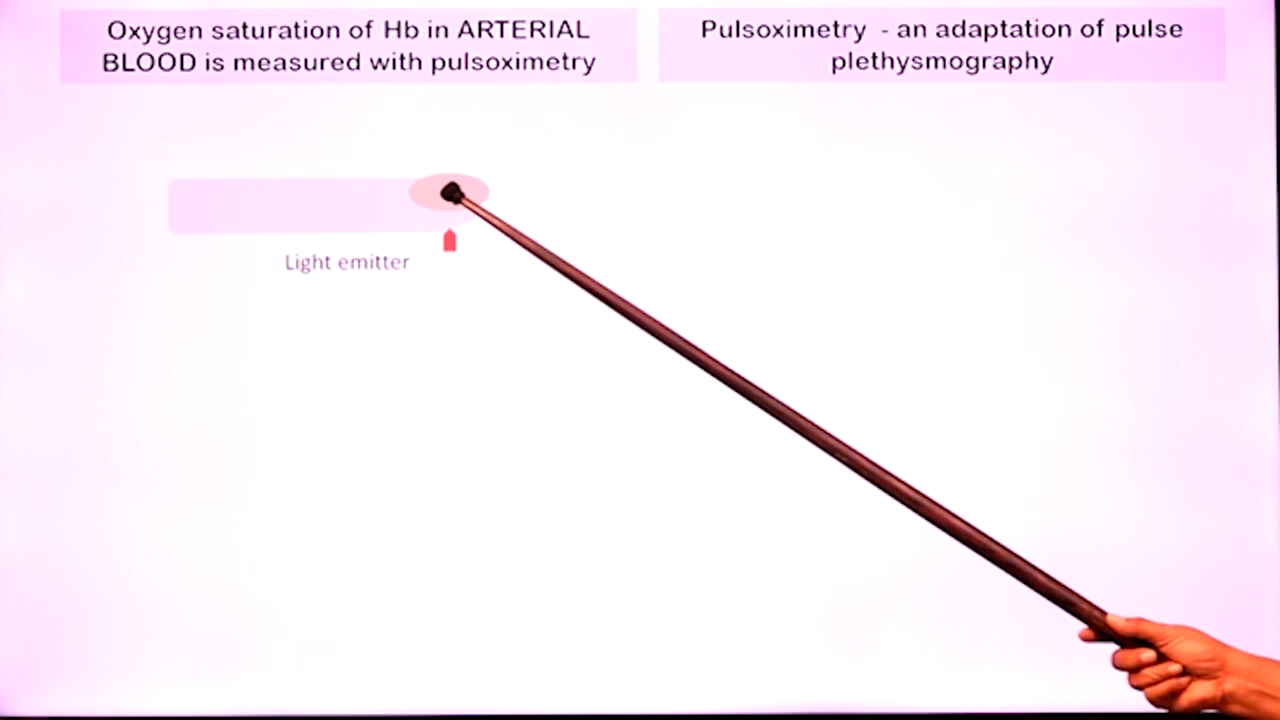 Oxygen saturation of Hb in ARTERIAL
BLOOD is measured with pulsoximetry
Pulsoximetry - an adaptation of pulse
plethysmography
Light emitter